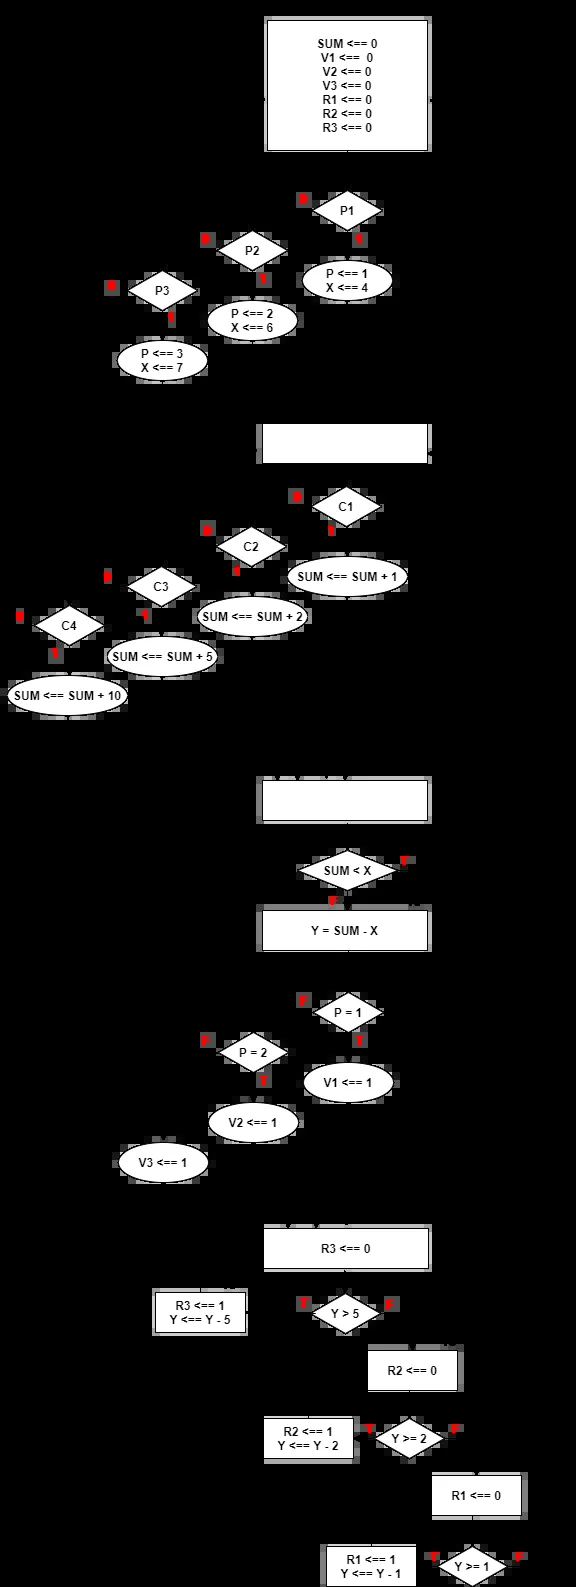 SUM <== 0
V1 <== 0
V2 <== 0
V3 <== 0
R1 <== 0
R2 <== 0
R3 <== 0
P1
P <== 1
X <== 4
P2
P <== 2
X <== 6
P3
P <== 3
X <== 7
C1
SUM <== SUM + 1
C2
SUM <== SUM + 2
C3
SUM <== SUM + 5
C4
SUM <== SUM + 10
SUM < X
Y = SUM - X
P = 1
F
T
V1 <== 1
P = 2
F
T
V2 <== 1
V3 <== 1
R3 <== 0
T
Y > 5
F
R3 <== 1
Y <== Y - 5
R2 <== 0
Y >= 2
R2 <== 1
Y <== Y - 2
R1 <== 0
Y >= 1
R1 <== 1
Y <== Y - 1